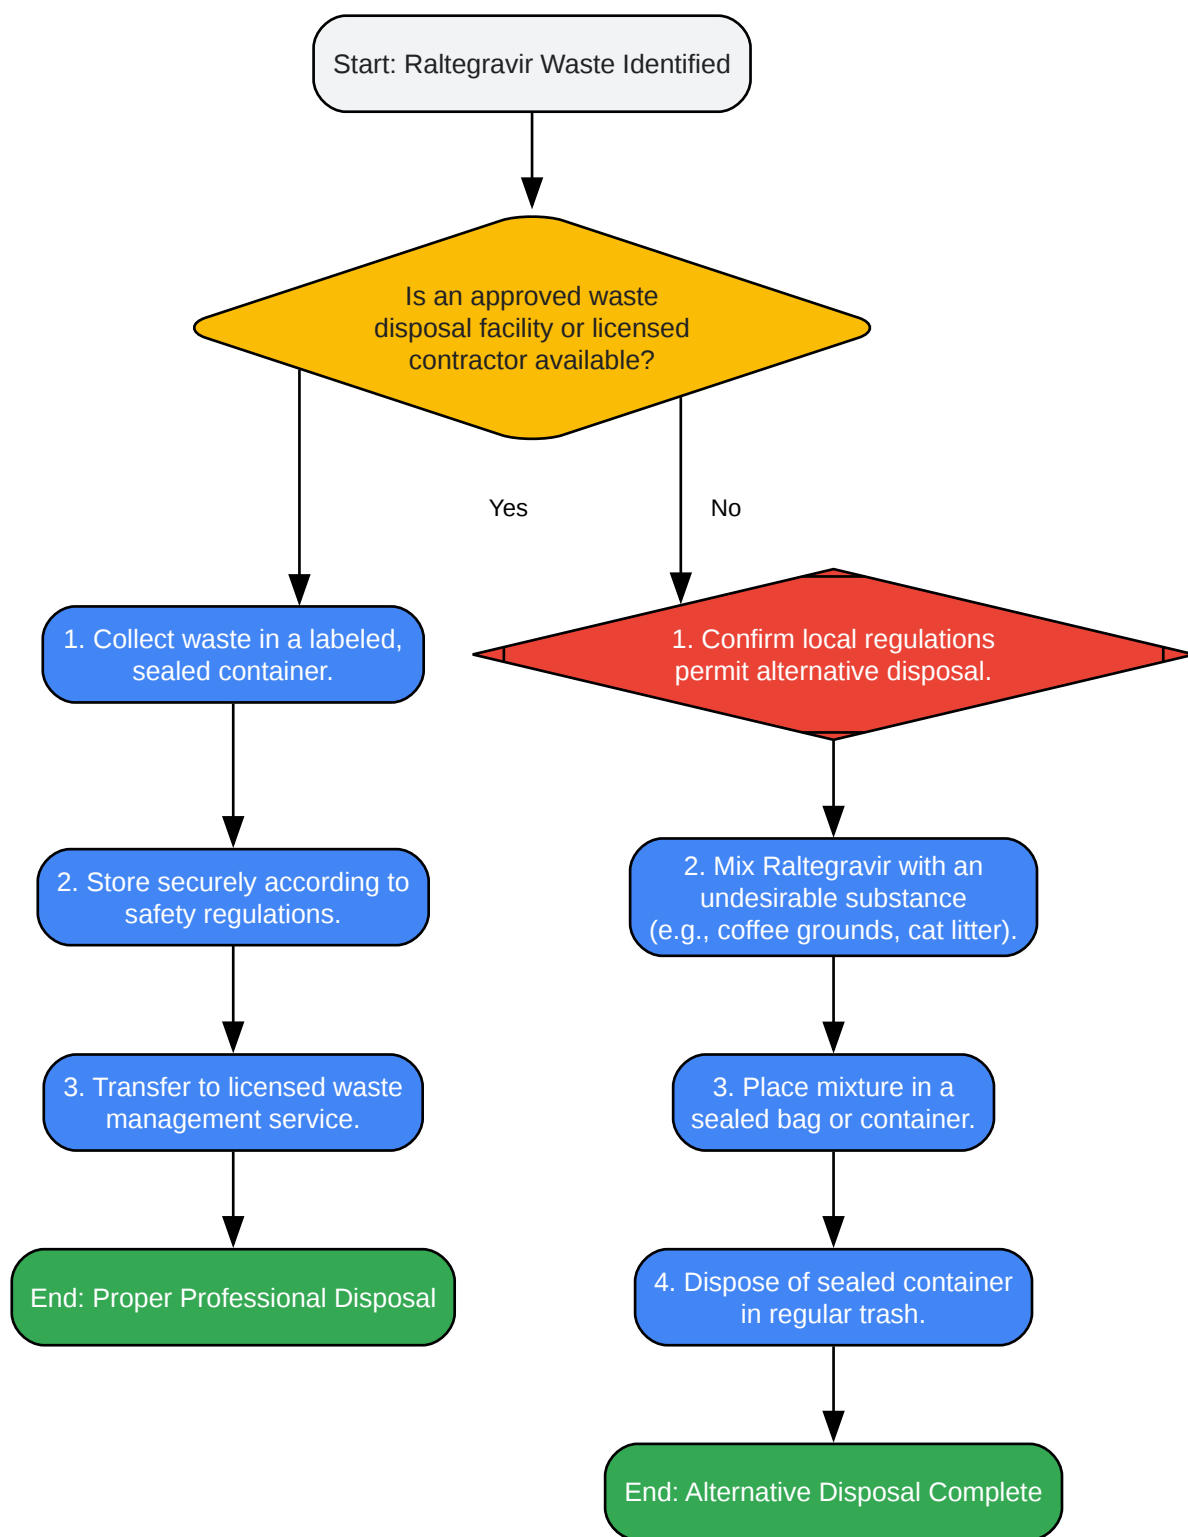 Start: Raltegravir Waste Identified
Is an approved waste
disposal facility or licensed
contractor available?
Yes
No
1. Collect waste in a labeled,
sealed container.
2. Store securely according to
safety regulations.
3. Transfer to licensed waste
management service.
End: Proper Professional Disposal
1. Confirm local regulations
permit alternative disposal.
2. Mix Raltegravir with an
undesirable substance
(e.g., coffee grounds, cat litter).
3. Place mixture in a
sealed bag or container.
4. Dispose of sealed container
in regular trash.
End: Alternative Disposal Complete